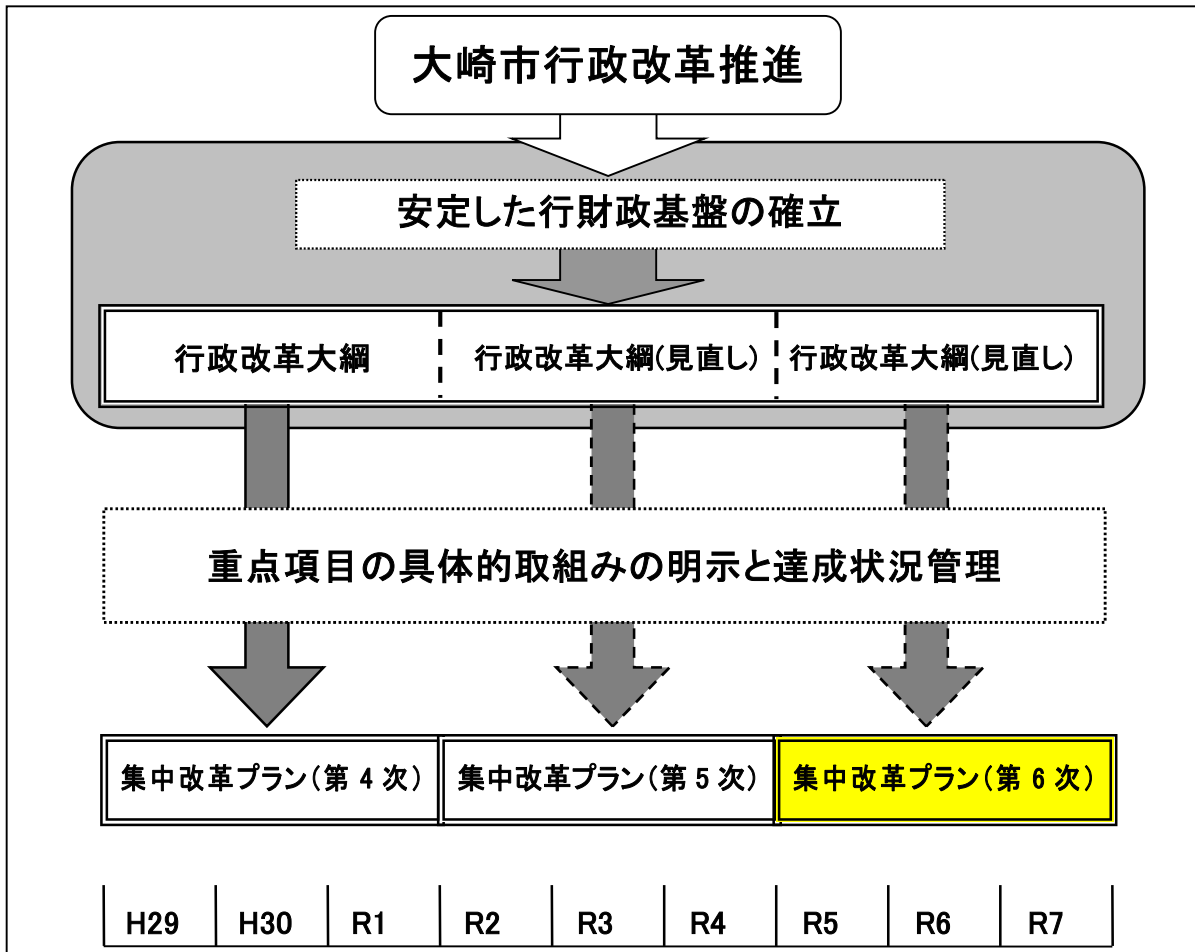 大崎市行政改革推進
安定した行財政基盤の確立
行政改革大綱
行政改革大綱(見直し)
行政改革大綱(見直し)
重点項目の具体的取組みの明示と達成状況管理
集中改革プラン(第4次)
集中改革プラン(第5次)
集中改革プラン(第6次)
H29 H30 R1 R2 R3 R4 R5 R6 R7